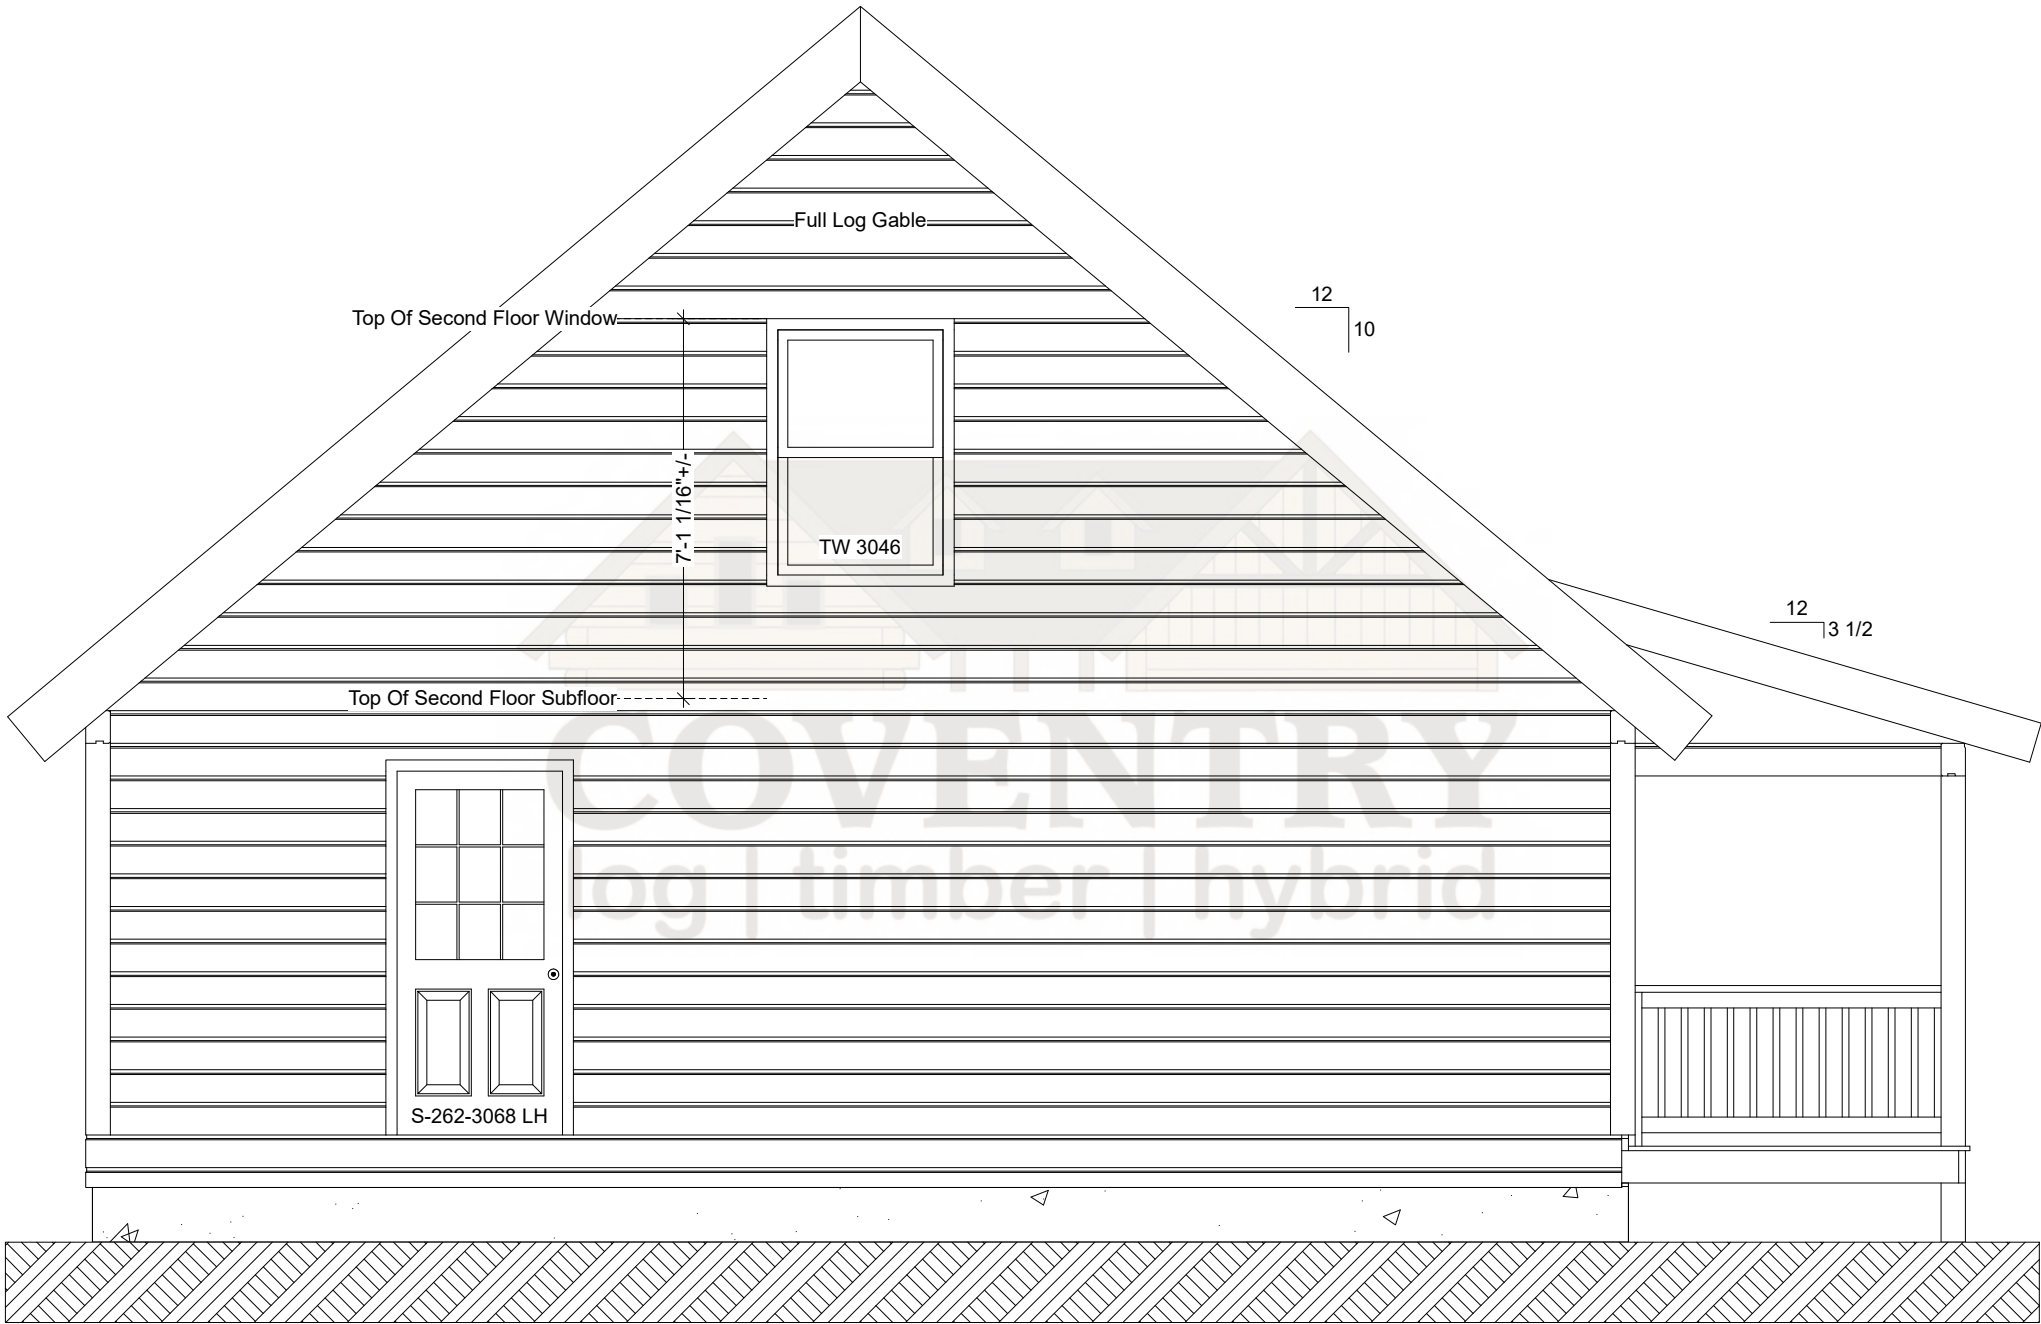 Full Log Gable
12
10
Top Of Second Floor Window
7'-1 1/16"+/-
TW 3046
12
3 1/2
Top Of Second Floor Subfloor
COVENTRY
log | timber | hybrid
S-262-3068 LH